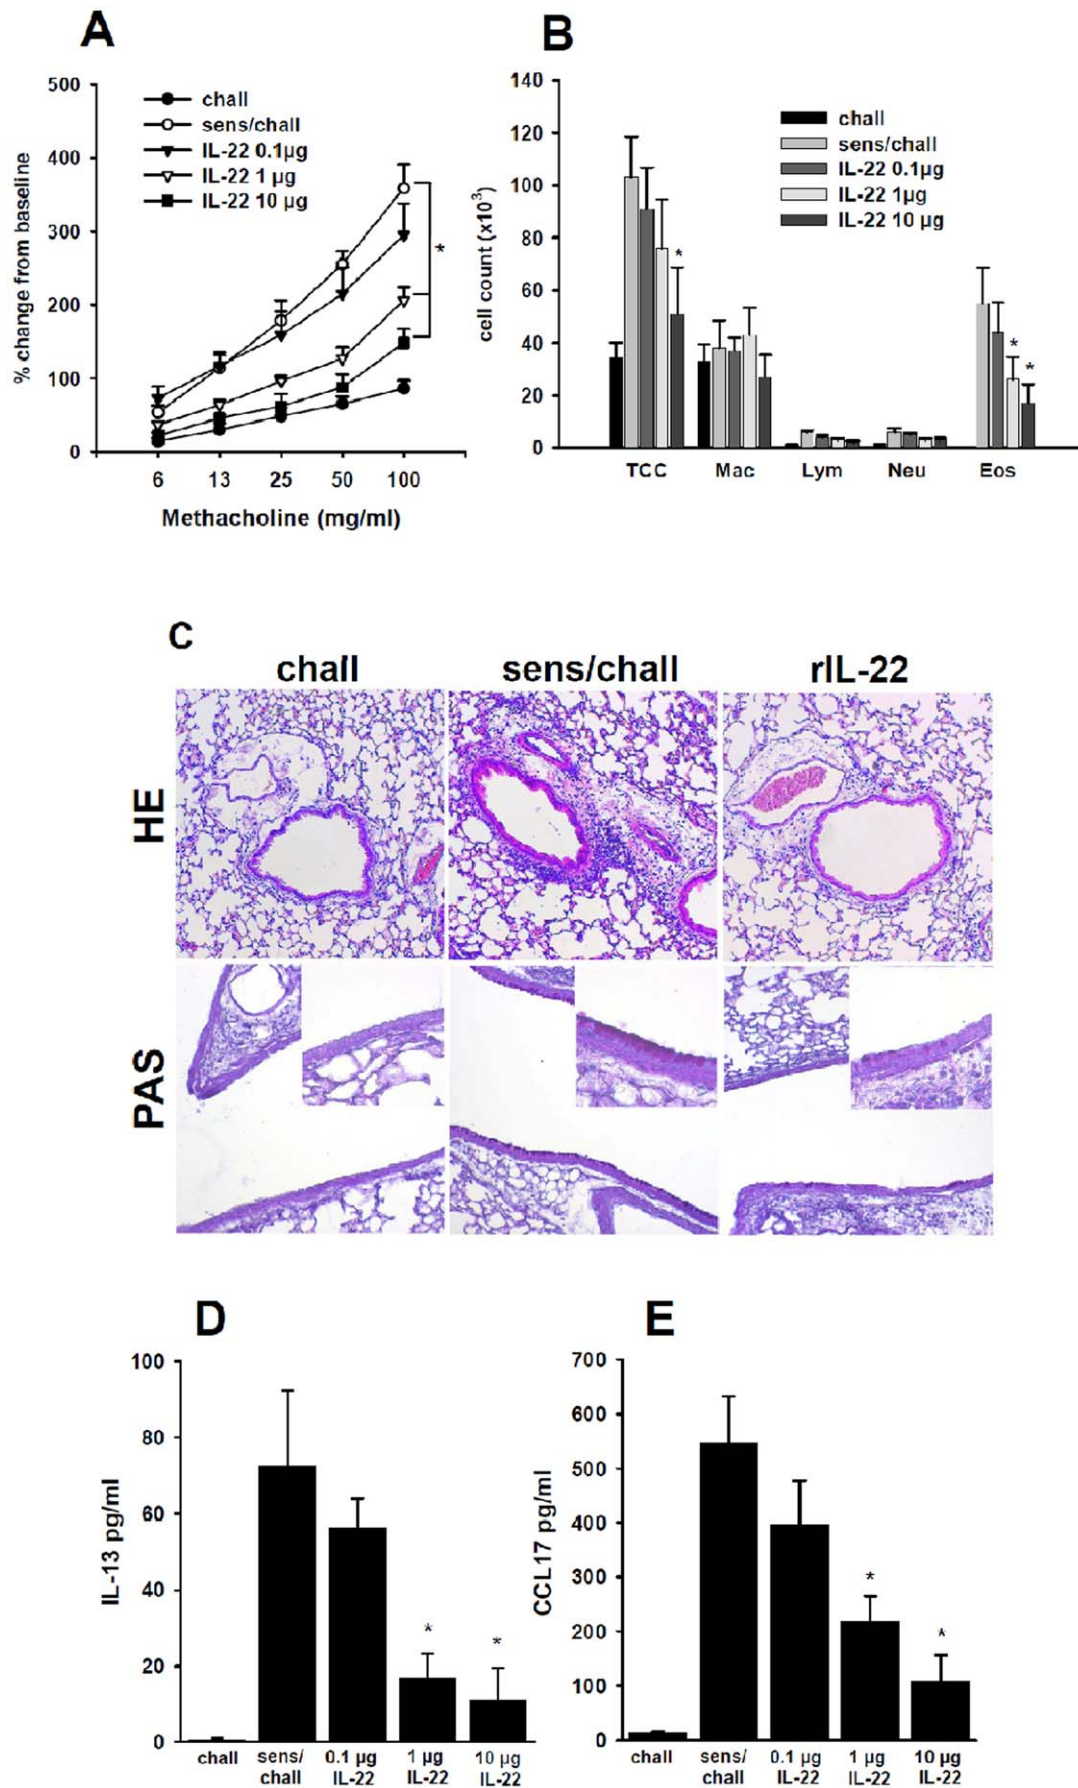 A
500
400
300
200
100
0
% change from baseline
chall
sens/chall
IL-22 0.1µg
IL-22 1 µg
IL-22 10 µg
*
6 13 25 50 100
Methacholine (mg/ml)
B
140
120
100
80
60
40
20
0
cell count (x10³)
chall
sens/chall
IL-22 0.1µg
IL-22 1µg
IL-22 10 µg
*
*
*
TCC Mac Lym Neu Eos
C
chall sens/chall rIL-22
HE
PAS
D
100
80
60
40
20
0
IL-13 pg/ml
* *
chall sens/ 0.1 µg 1 µg 10 µg
chall IL-22 IL-22 IL-22
E
700
600
500
400
300
200
100
0
CCL17 pg/ml
*
*
chall sens/ 0.1 µg 1 µg 10 µg
chall IL-22 IL-22 IL-22